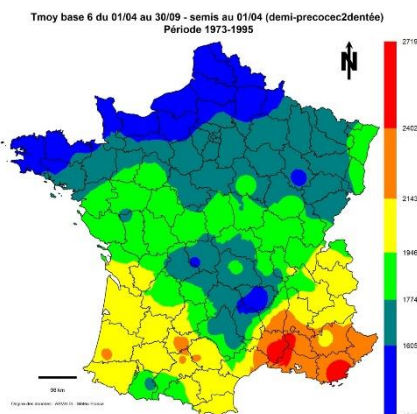 Tmoy base 6 du 01/04 au 30/09 - semis au 01/04 (demi-precocec2dentée)
Période 1973-1995
N
2719
2402
2143
1946
1774
1605
90 km